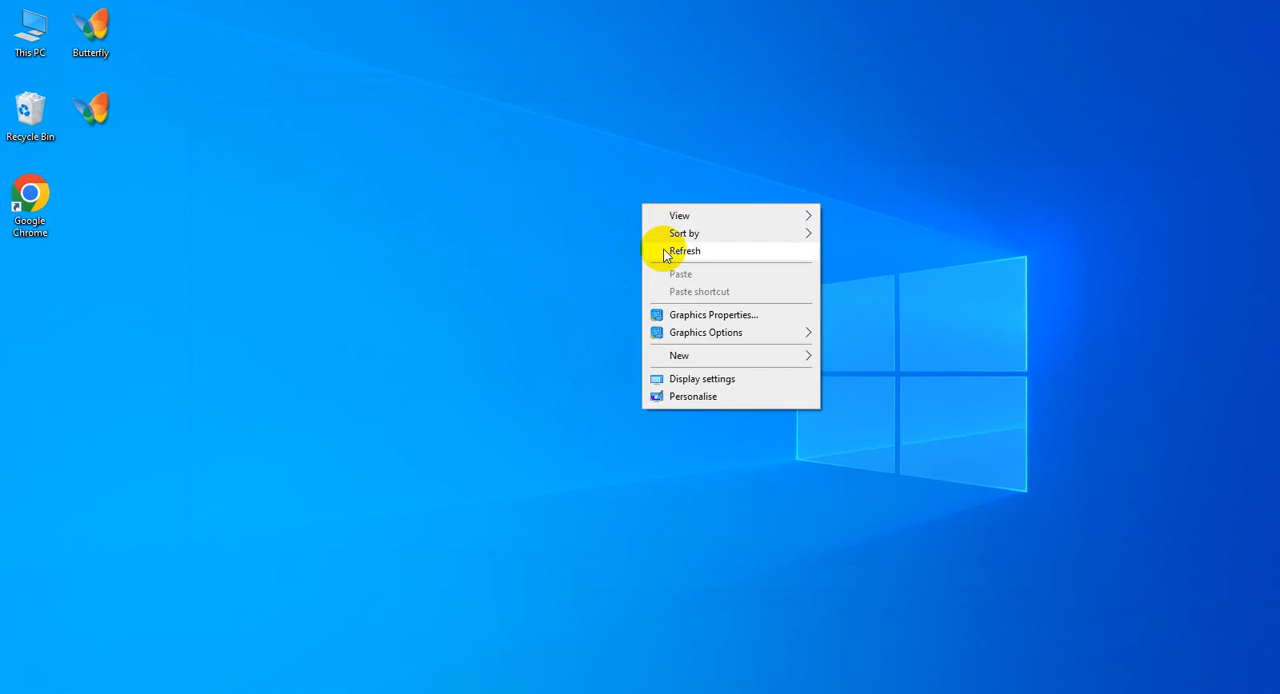 This PC
Butterfly
Recycle Bin
Google
Chrome
View
Sort by
Refresh
Paste
Paste shortcut
Graphics Properties...
Graphics Options
New
Display settings
Personalise